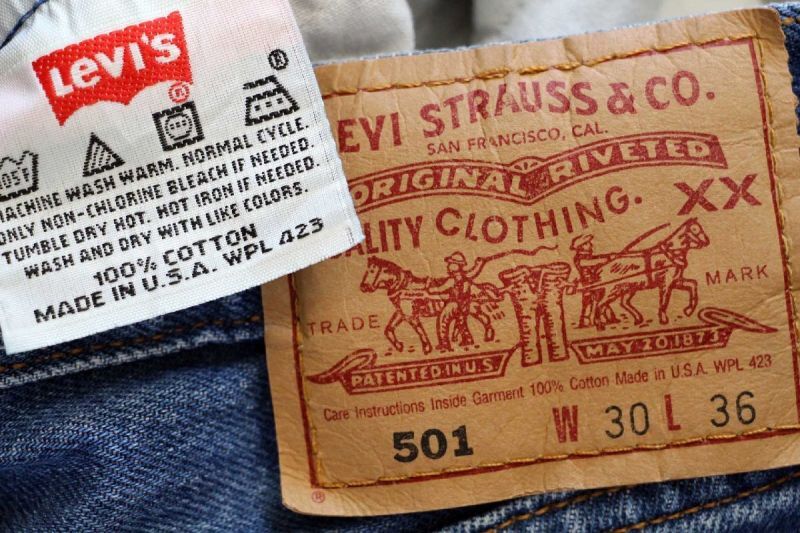 Levi's
MACHINE WASH WARM. NORMAL CYCLE.
ONLY NON-CHLORINE BLEACH IF NEEDED.
TUMBLE DRY HOT. HOT IRON IF NEEDED.
WASH AND DRY WITH LIKE COLORS.
100% COTTON
MADE IN U.S.A. WPL 423
LEVI STRAUSS & CO.
SAN FRANCISCO, CAL.
ORIGINAL RIVETED
QUALITY CLOTHING. XX
TRADE MARK
PATENTED IN U.S. MAY 20, 1873
Care Instructions Inside Garment 100% Cotton Made in U.S.A. WPL 423
501 W 30 L 36